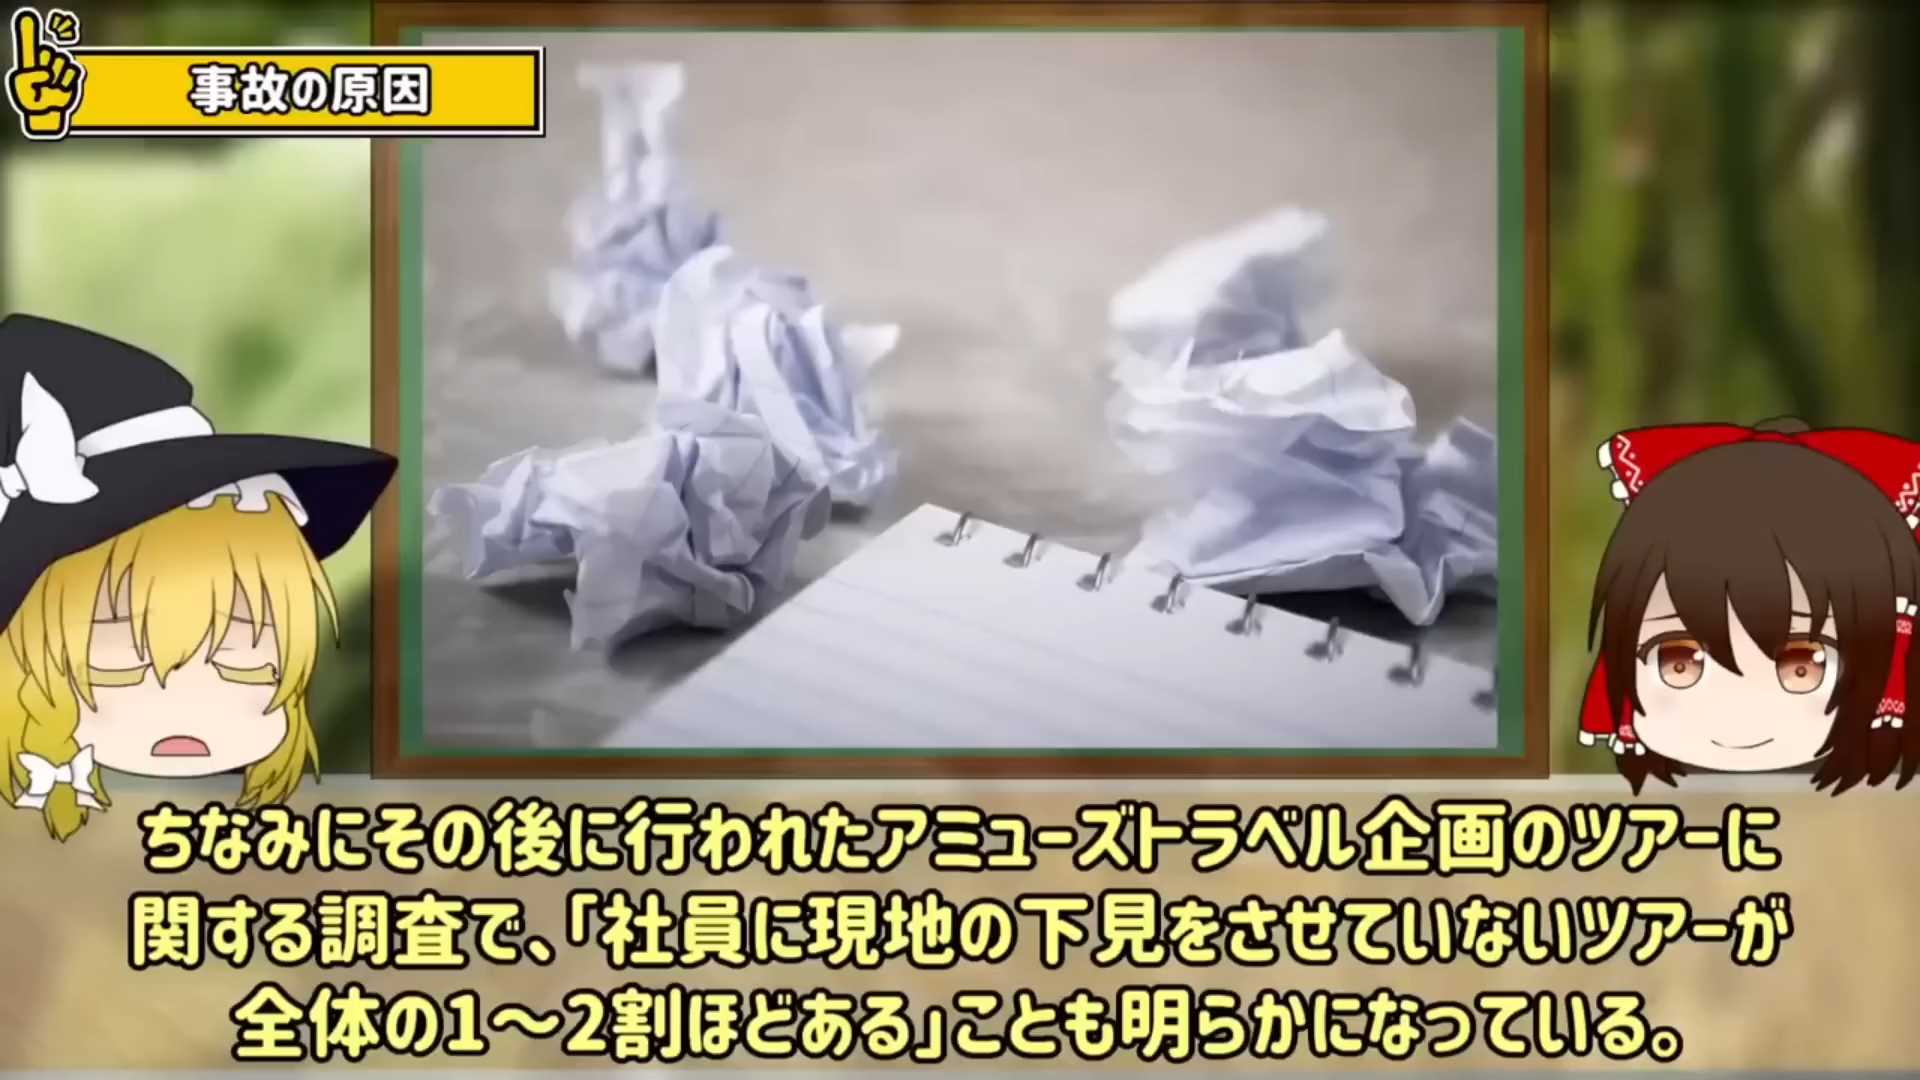 事故の原因
ちなみにその後に行われたアミューズトラベル企画のツアーに
関する調査で、「社員に現地の下見をさせていないツアーが
全体の1〜2割ほどある」ことも明らかになっている。